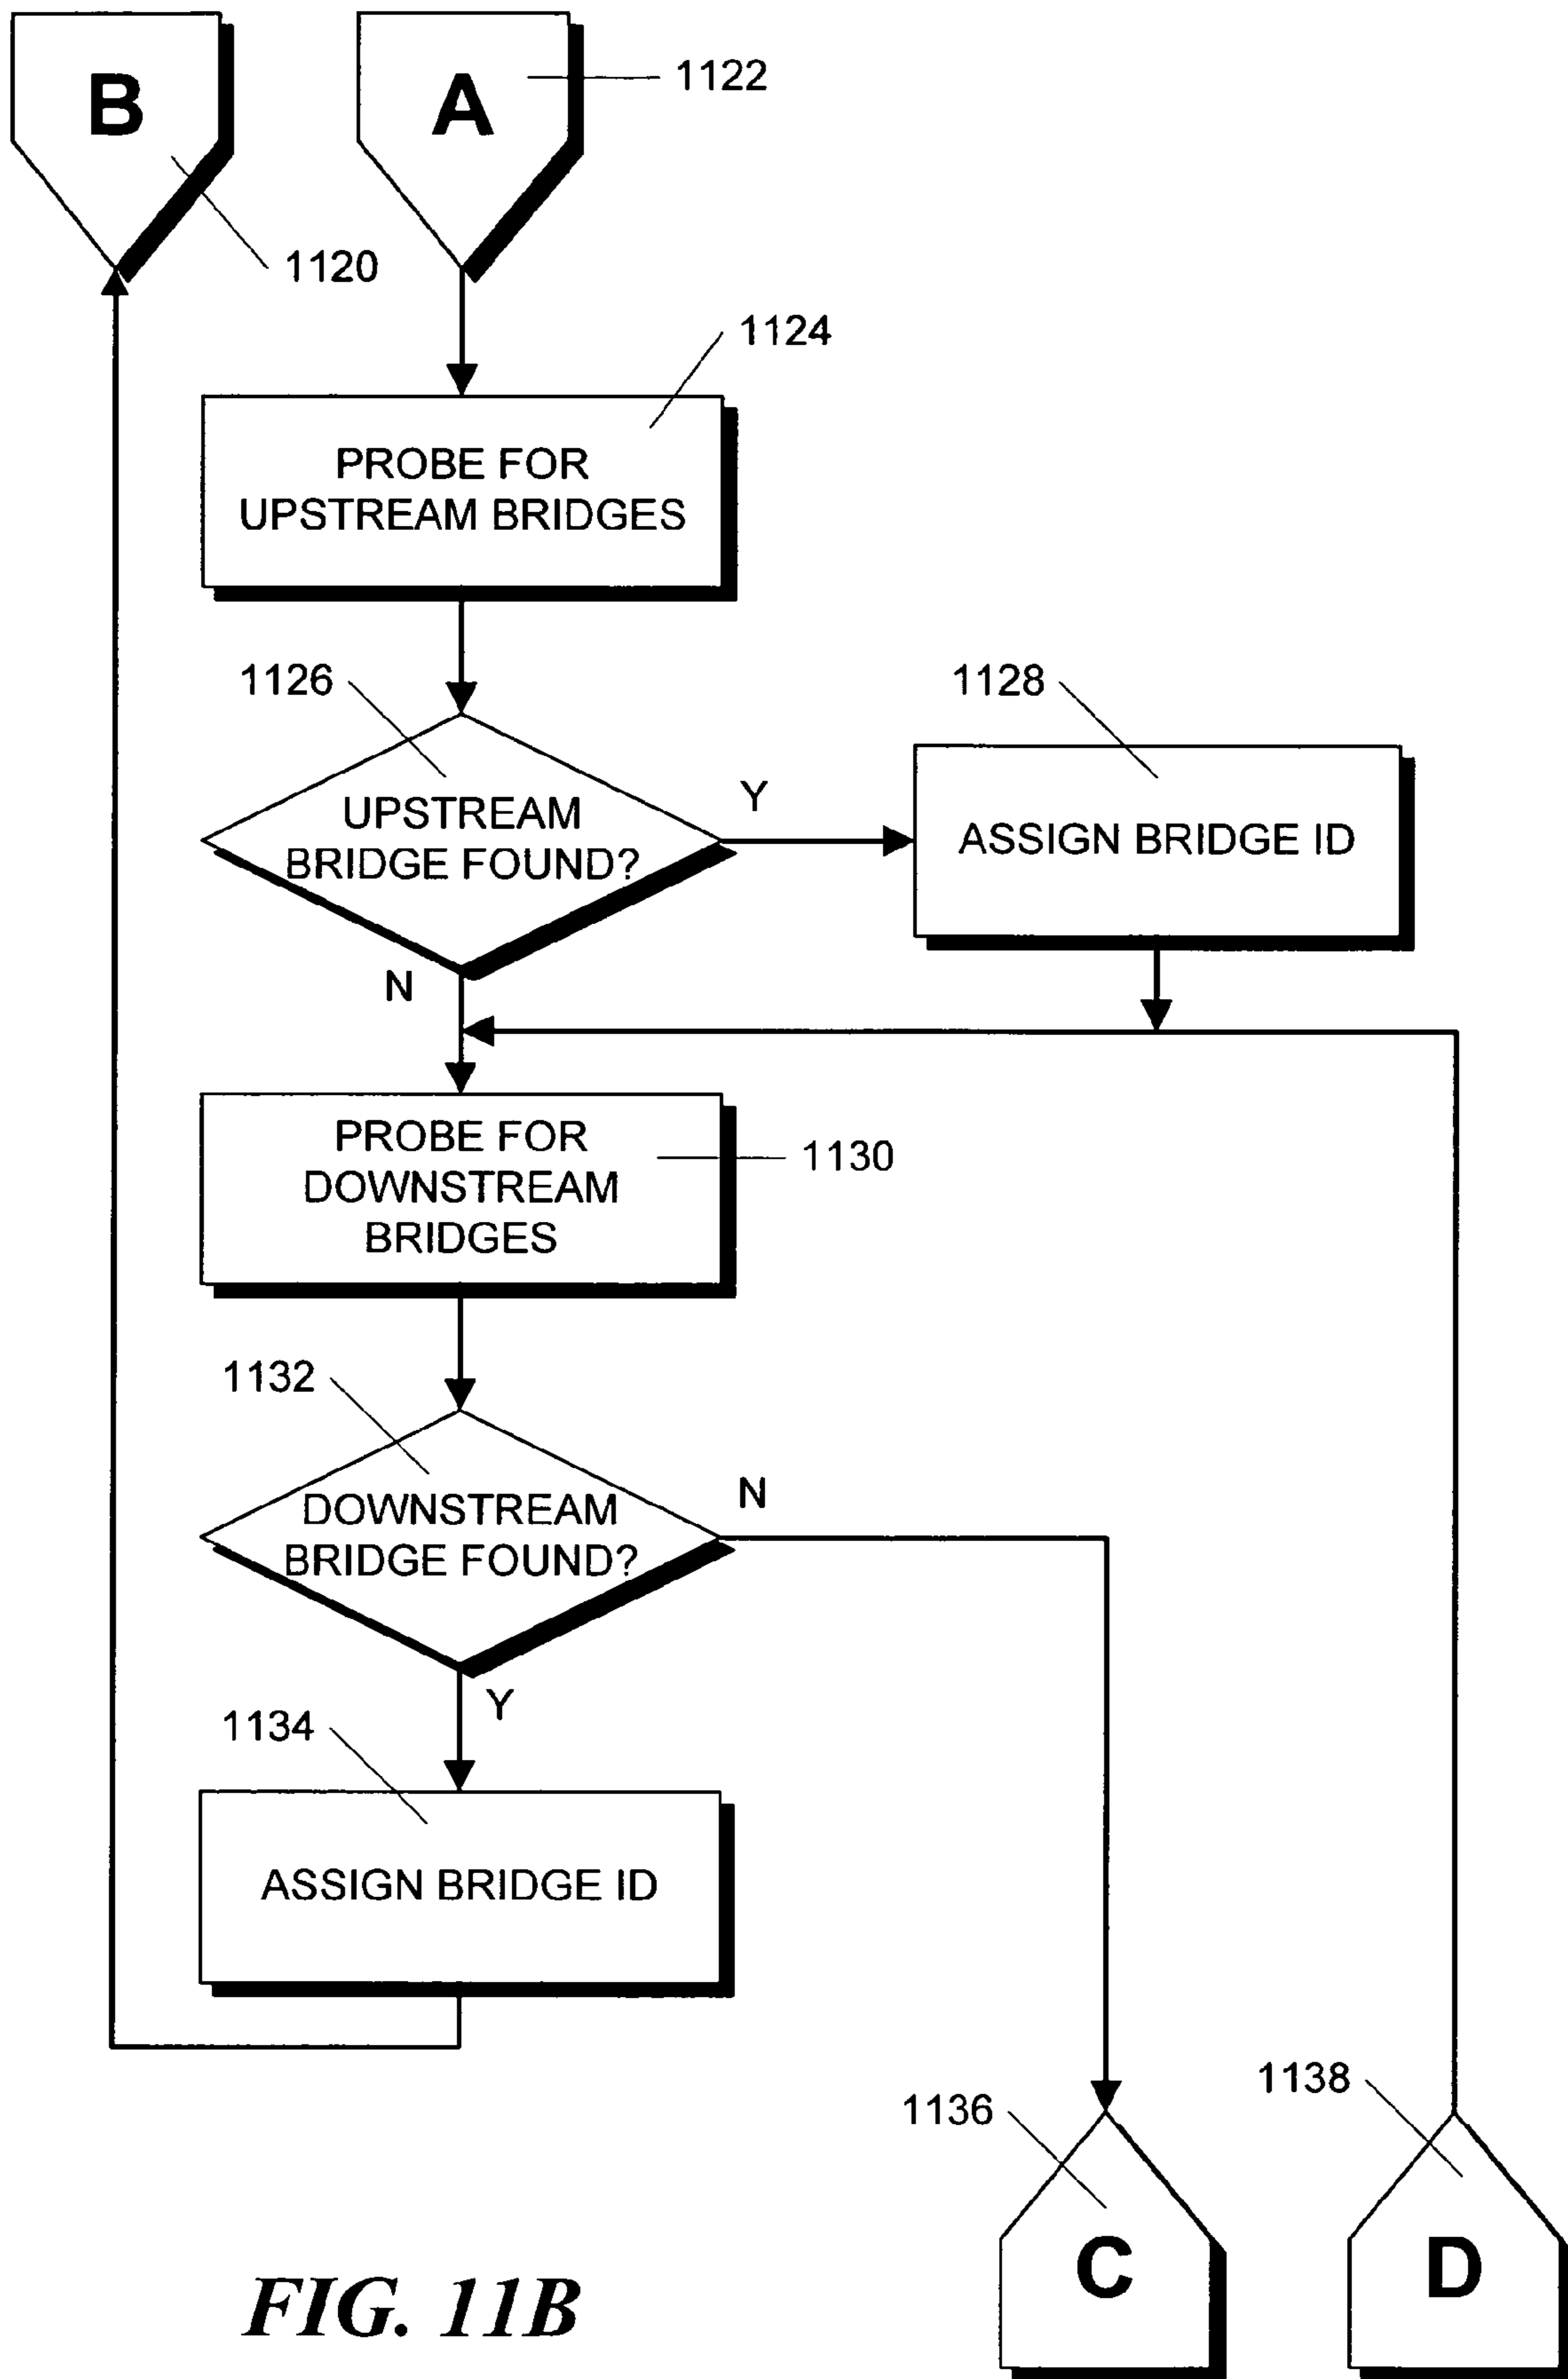 B
A
1122
1120
1124
PROBE FOR
UPSTREAM BRIDGES
1126
1128
UPSTREAM
BRIDGE FOUND?
Y
ASSIGN BRIDGE ID
N
PROBE FOR
DOWNSTREAM
BRIDGES
1130
1132
DOWNSTREAM
BRIDGE FOUND?
N
Y
1134
ASSIGN BRIDGE ID
1136
1138
C
D
FIG. 11B